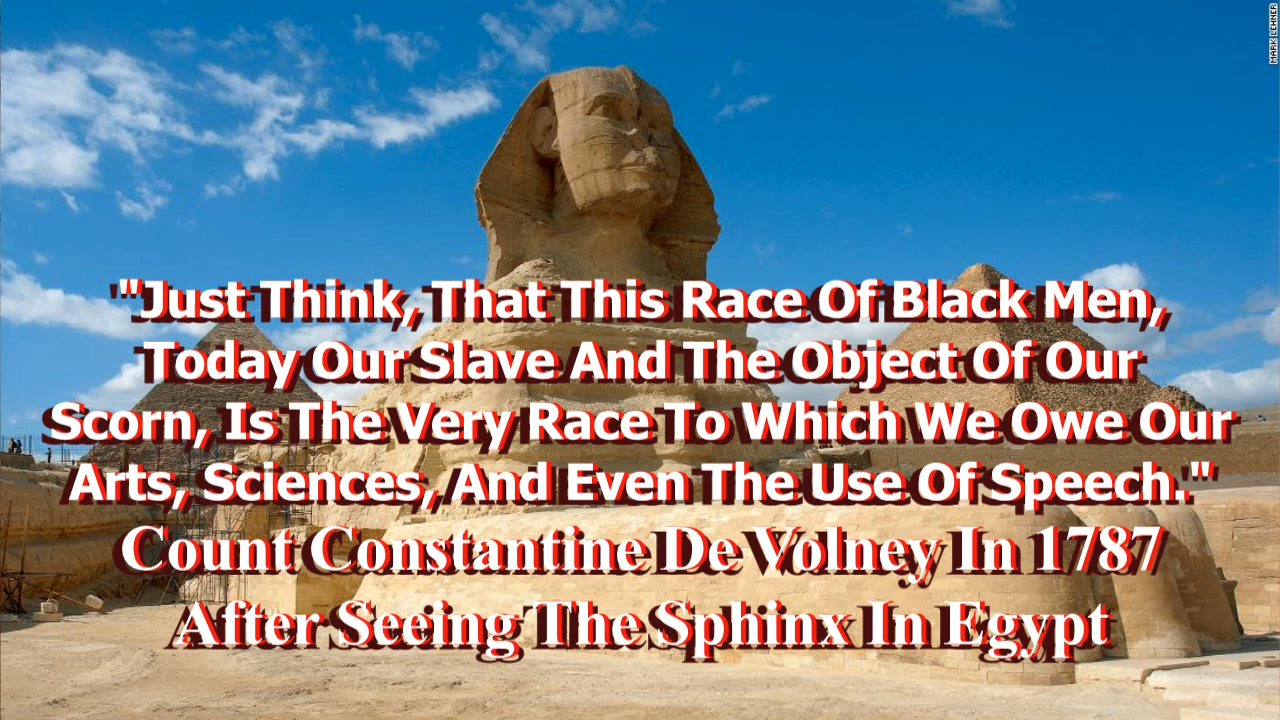 MARK LEHNER
"Just Think, That This Race Of Black Men,
Today Our Slave And The Object Of Our
Scorn, Is The Very Race To Which We Owe Our
Arts, Sciences, And Even The Use Of Speech."
Count Constantine De Volney In 1787
After Seeing The Sphinx In Egypt